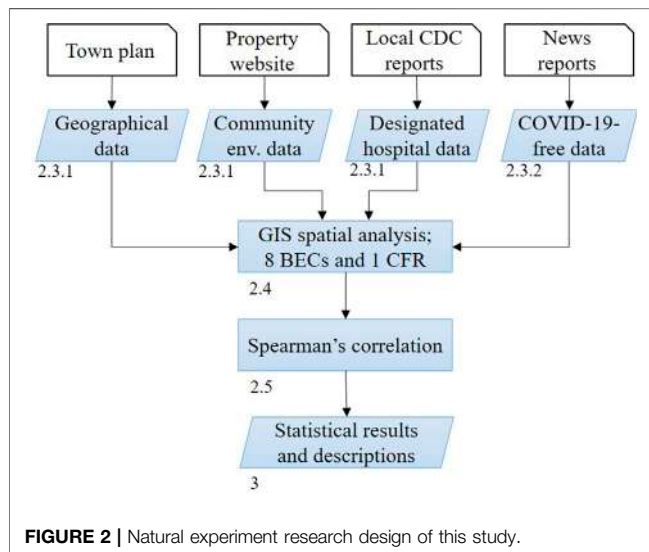 Town plan
Property
website
Local CDC
reports
News
reports
Geographical
data
Community
env. data
Designated
hospital data
COVID-19-
free data
2.3.1
2.3.1
2.3.1
2.3.2
GIS spatial analysis;
8 BECs and 1 CFR
2.4
Spearman's correlation
2.5
Statistical results
and descriptions
3
FIGURE 2 | Natural experiment research design of this study.